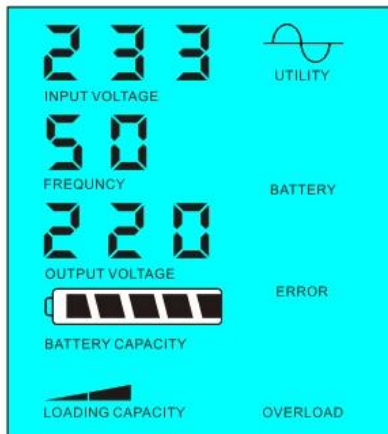 233
UTILITY
INPUT VOLTAGE
50
FREQUNCY
BATTERY
220
OUTPUT VOLTAGE
ERROR
BATTERY CAPACITY
LOADING CAPACITY
OVERLOAD